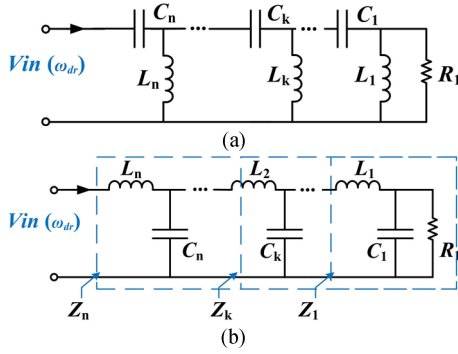 Cn ... Ck ... C1
Vin (ωdr)
Ln Lk L1 R1
(a)
Ln ... L2 ... L1
Vin (ωdr)
Cn Ck C1 R1
Zn Zk Z1
(b)